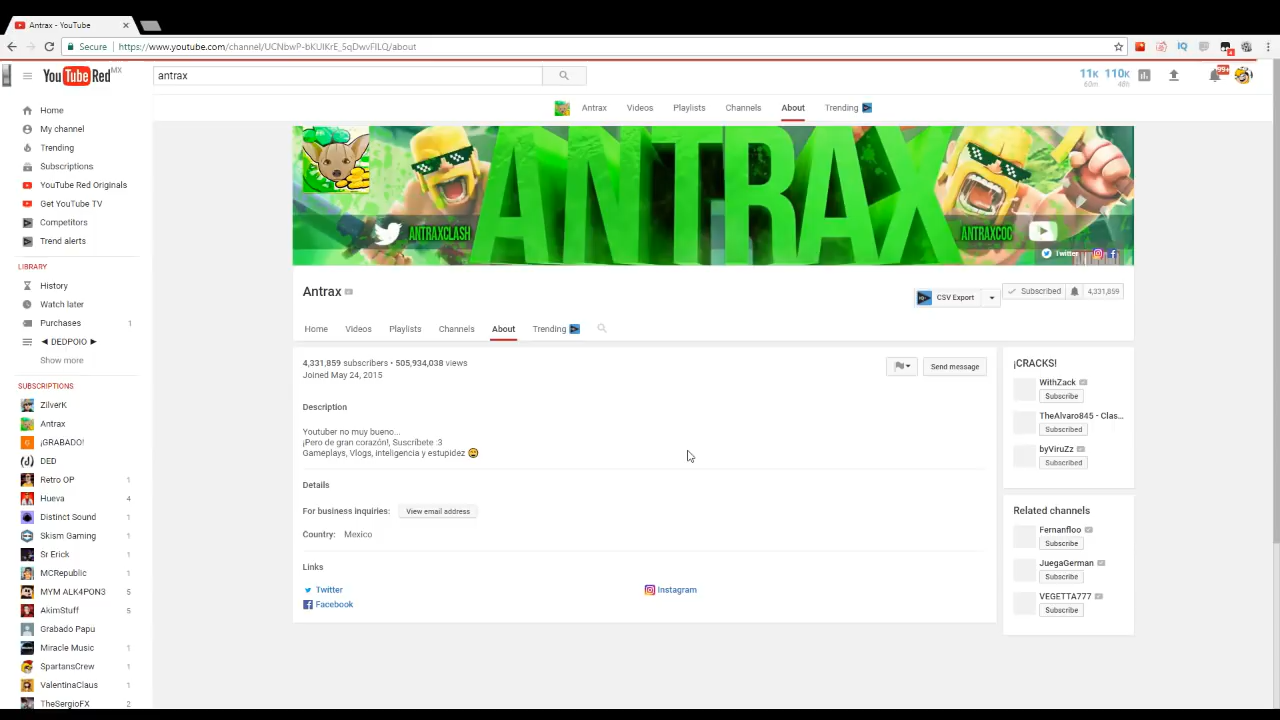 Antrax - YouTube
Secure https://www.youtube.com/channel/UCNbwP-bKUlKrE_5qDwvFlLQ/about
YouTube Red MX
antrax
11K 110K 99+
60m 48h
Antrax Videos Playlists Channels About Trending
Home
My channel
Trending
Subscriptions
YouTube Red Originals
Get YouTube TV
Competitors
Trend alerts
LIBRARY
History
Watch later
Purchases 1
◀ DEDPOIO ▶
Show more
SUBSCRIPTIONS
ZilverK
Antrax
¡GRABADO!
DED
Retro OP 1
Hueva 4
Distinct Sound 1
Skism Gaming 1
Sr Erick 1
MCRepublic 1
MYM ALK4PON3 5
AkimStuff 5
Grabado Papu
Miracle Music 1
SpartansCrew 1
ValentinaClaus 1
TheSergioFX 2
ANTRAX
ANTRAXCLASH
ANTRAXCOC
Twitter
Antrax
CSV Export
Subscribed 4,331,859
Home Videos Playlists Channels About Trending
4,331,859 subscribers • 505,934,038 views
Joined May 24, 2015
Send message
Description
Youtuber no muy bueno...
¡Pero de gran corazón!, Suscribete :3
Gameplays, Vlogs, inteligencia y estupidez 😩
Details
For business inquiries: View email address
Country: Mexico
Links
Twitter
Instagram
Facebook
¡CRACKS!
WithZack
Subscribe
TheAlvaro845 - Clas...
Subscribed
byViruZz
Subscribed
Related channels
Fernanfloo
Subscribe
JuegaGerman
Subscribe
VEGETTA777
Subscribe